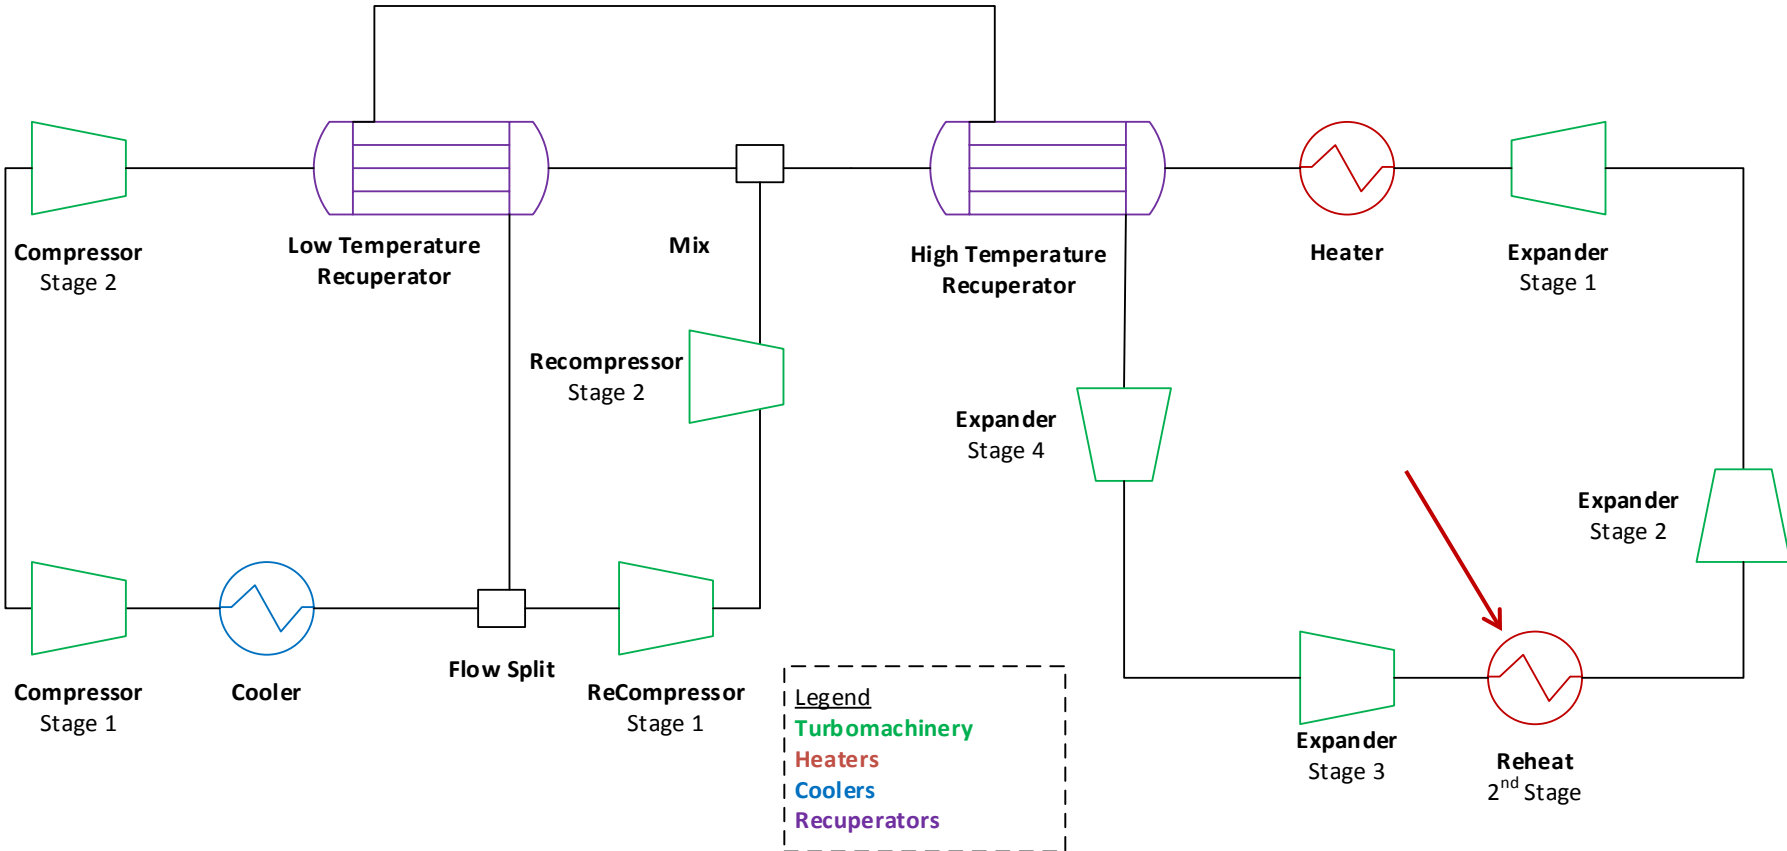 Compressor
Stage 2
Low Temperature
Recuperator
Mix
High Temperature
Recuperator
Heater
Expander
Stage 1
Recompressor
Stage 2
Expander
Stage 4
Expander
Stage 2
Compressor
Stage 1
Cooler
Flow Split
ReCompressor
Stage 1
Legend
Turbomachinery
Heaters
Coolers
Recuperators
Expander
Stage 3
Reheat
2nd Stage